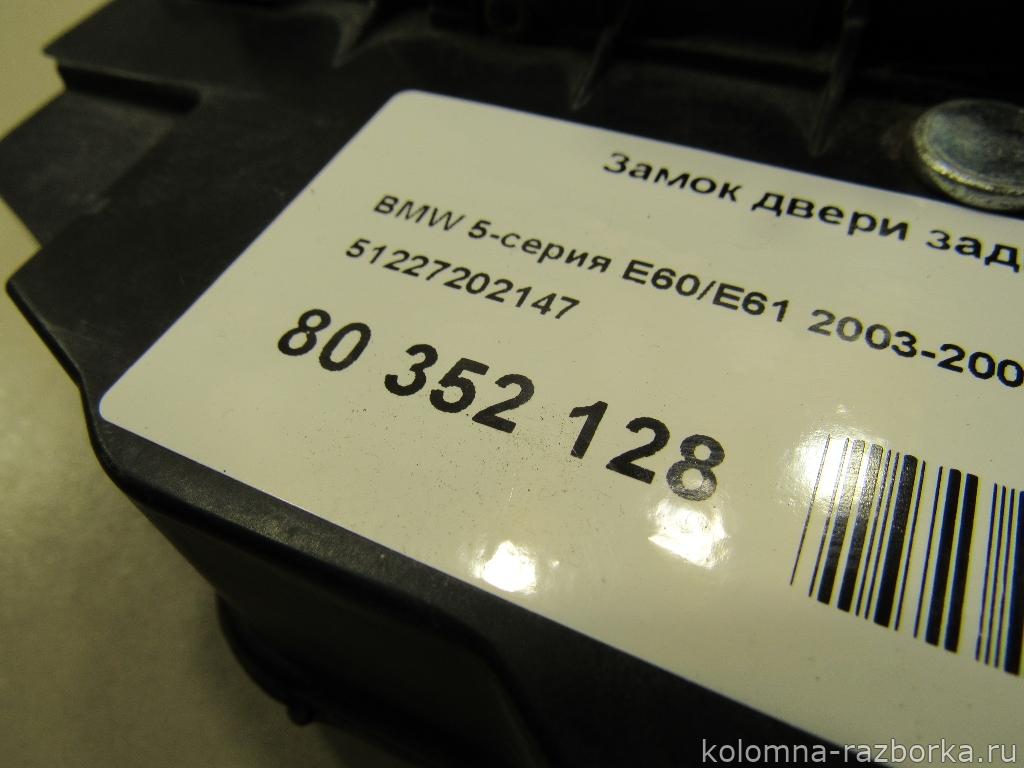 Замок двери зад
BMW 5-серия E60/E61 2003-200
51227202147
80 352 128
kolomna-razborka.ru